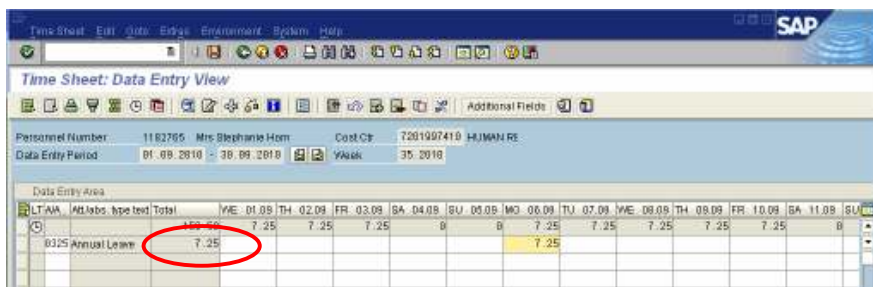 Time Sheet Edit Goto Extras Environment System Help
SAP
Time Sheet: Data Entry View
Additional Fields
Personnel Number 1182765 Mrs Stephanie Horn Cost Ctr 7201997410 HUMAN RE
Data Entry Period 01.09.2010 - 30.09.2010 Week 35.2010
Data Entry Area
LT A/A Att./abs. type text Total WE 01.09 TH 02.09 FR 03.09 SA 04.09 SU 05.09 MO 06.09 TU 07.09 WE 08.09 TH 09.09 FR 10.09 SA 11.09 SU
7.25 7.25 7.25 0 0 7.25 7.25 7.25 7.25 7.25 0
0325 Annual Leave 7.25 7.25